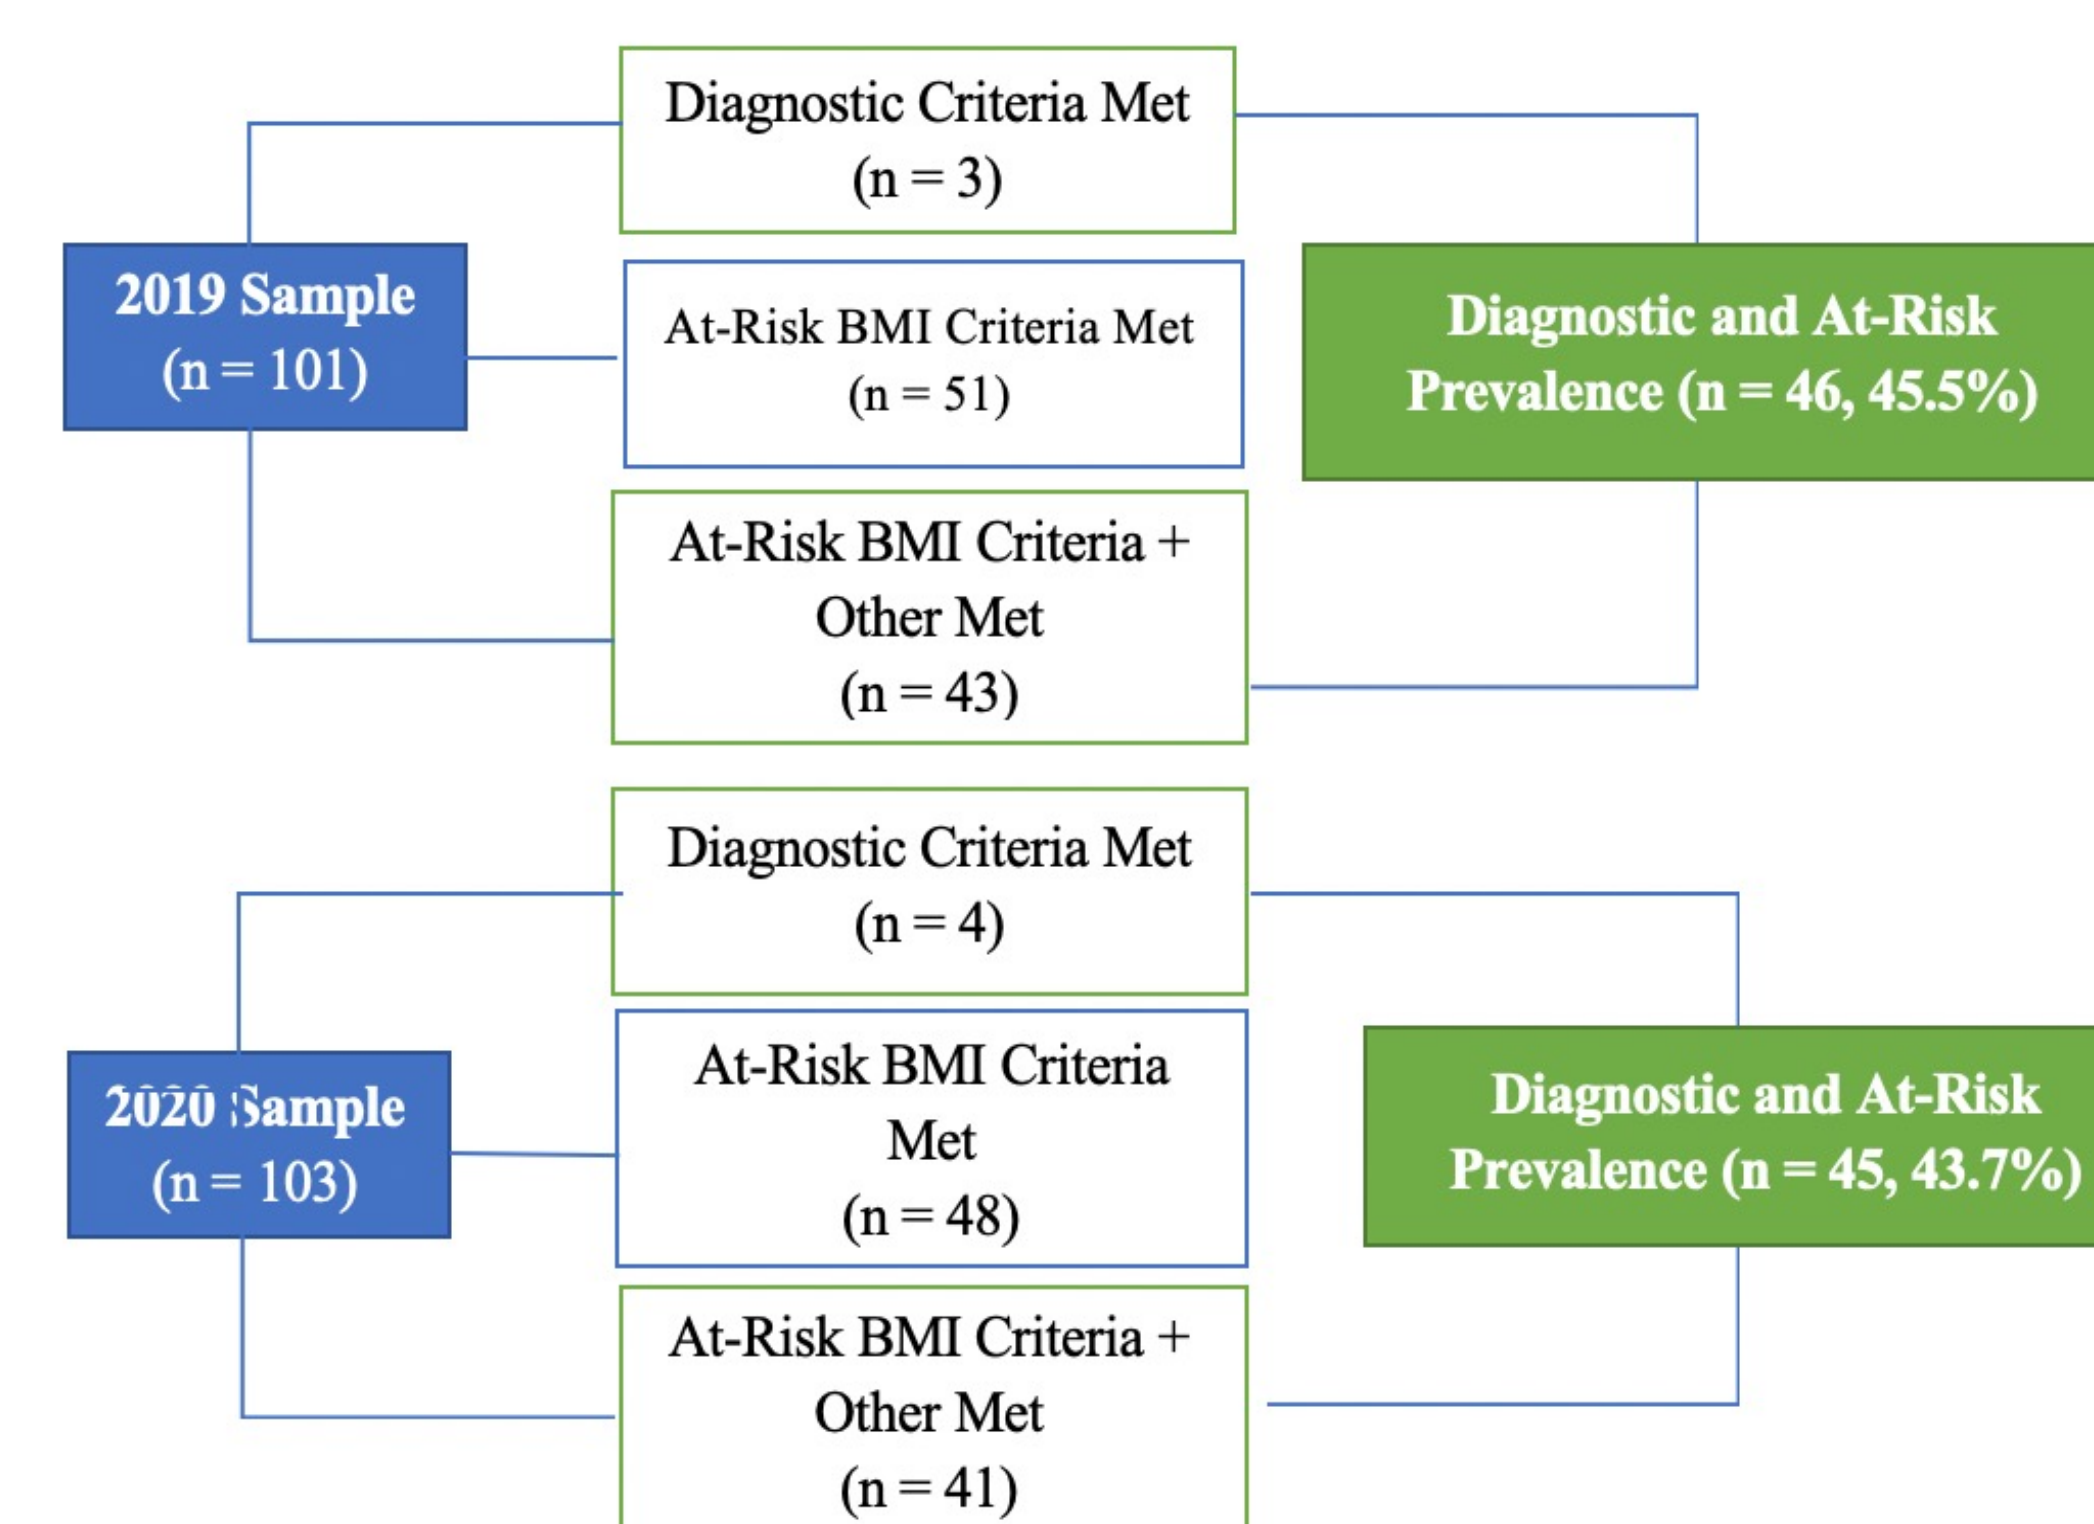 Diagnostic Criteria Met
(n = 3)
2019 Sample
(n = 101)
At-Risk BMI Criteria Met
(n = 51)
Diagnostic and At-Risk
Prevalence (n = 46, 45.5%)
At-Risk BMI Criteria +
Other Met
(n = 43)
Diagnostic Criteria Met
(n = 4)
2020 Sample
(n = 103)
At-Risk BMI Criteria
Met
(n = 48)
Diagnostic and At-Risk
Prevalence (n = 45, 43.7%)
At-Risk BMI Criteria +
Other Met
(n = 41)